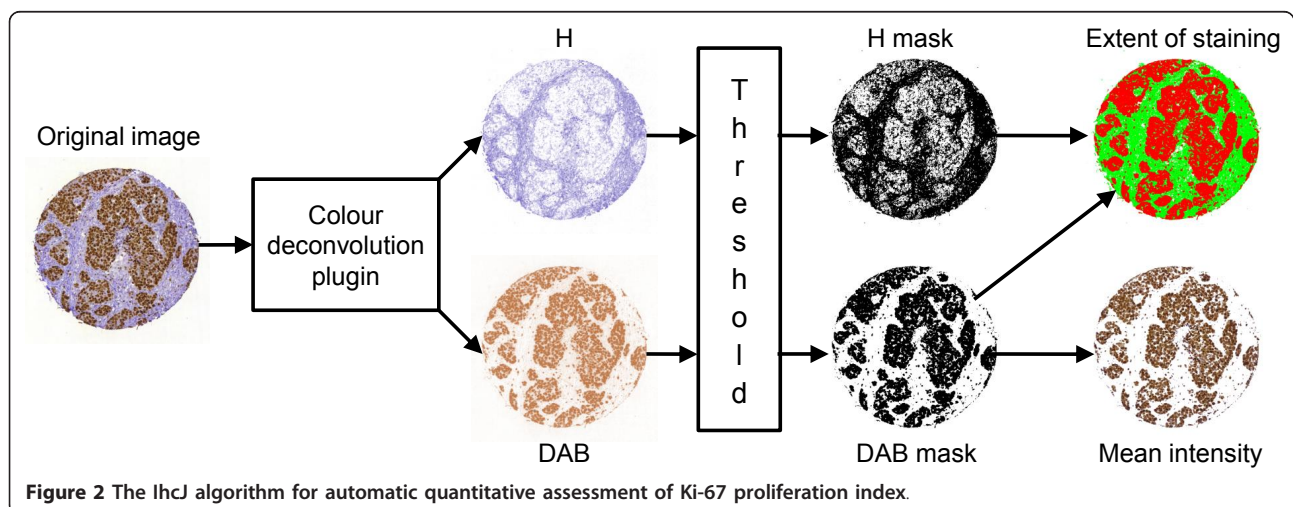 H
H mask
Extent of staining
Original image
Colour
deconvolution
plugin
T
h
r
e
s
h
o
l
d
DAB
DAB mask
Mean intensity
Figure 2 The IhcJ algorithm for automatic quantitative assessment of Ki-67 proliferation index.